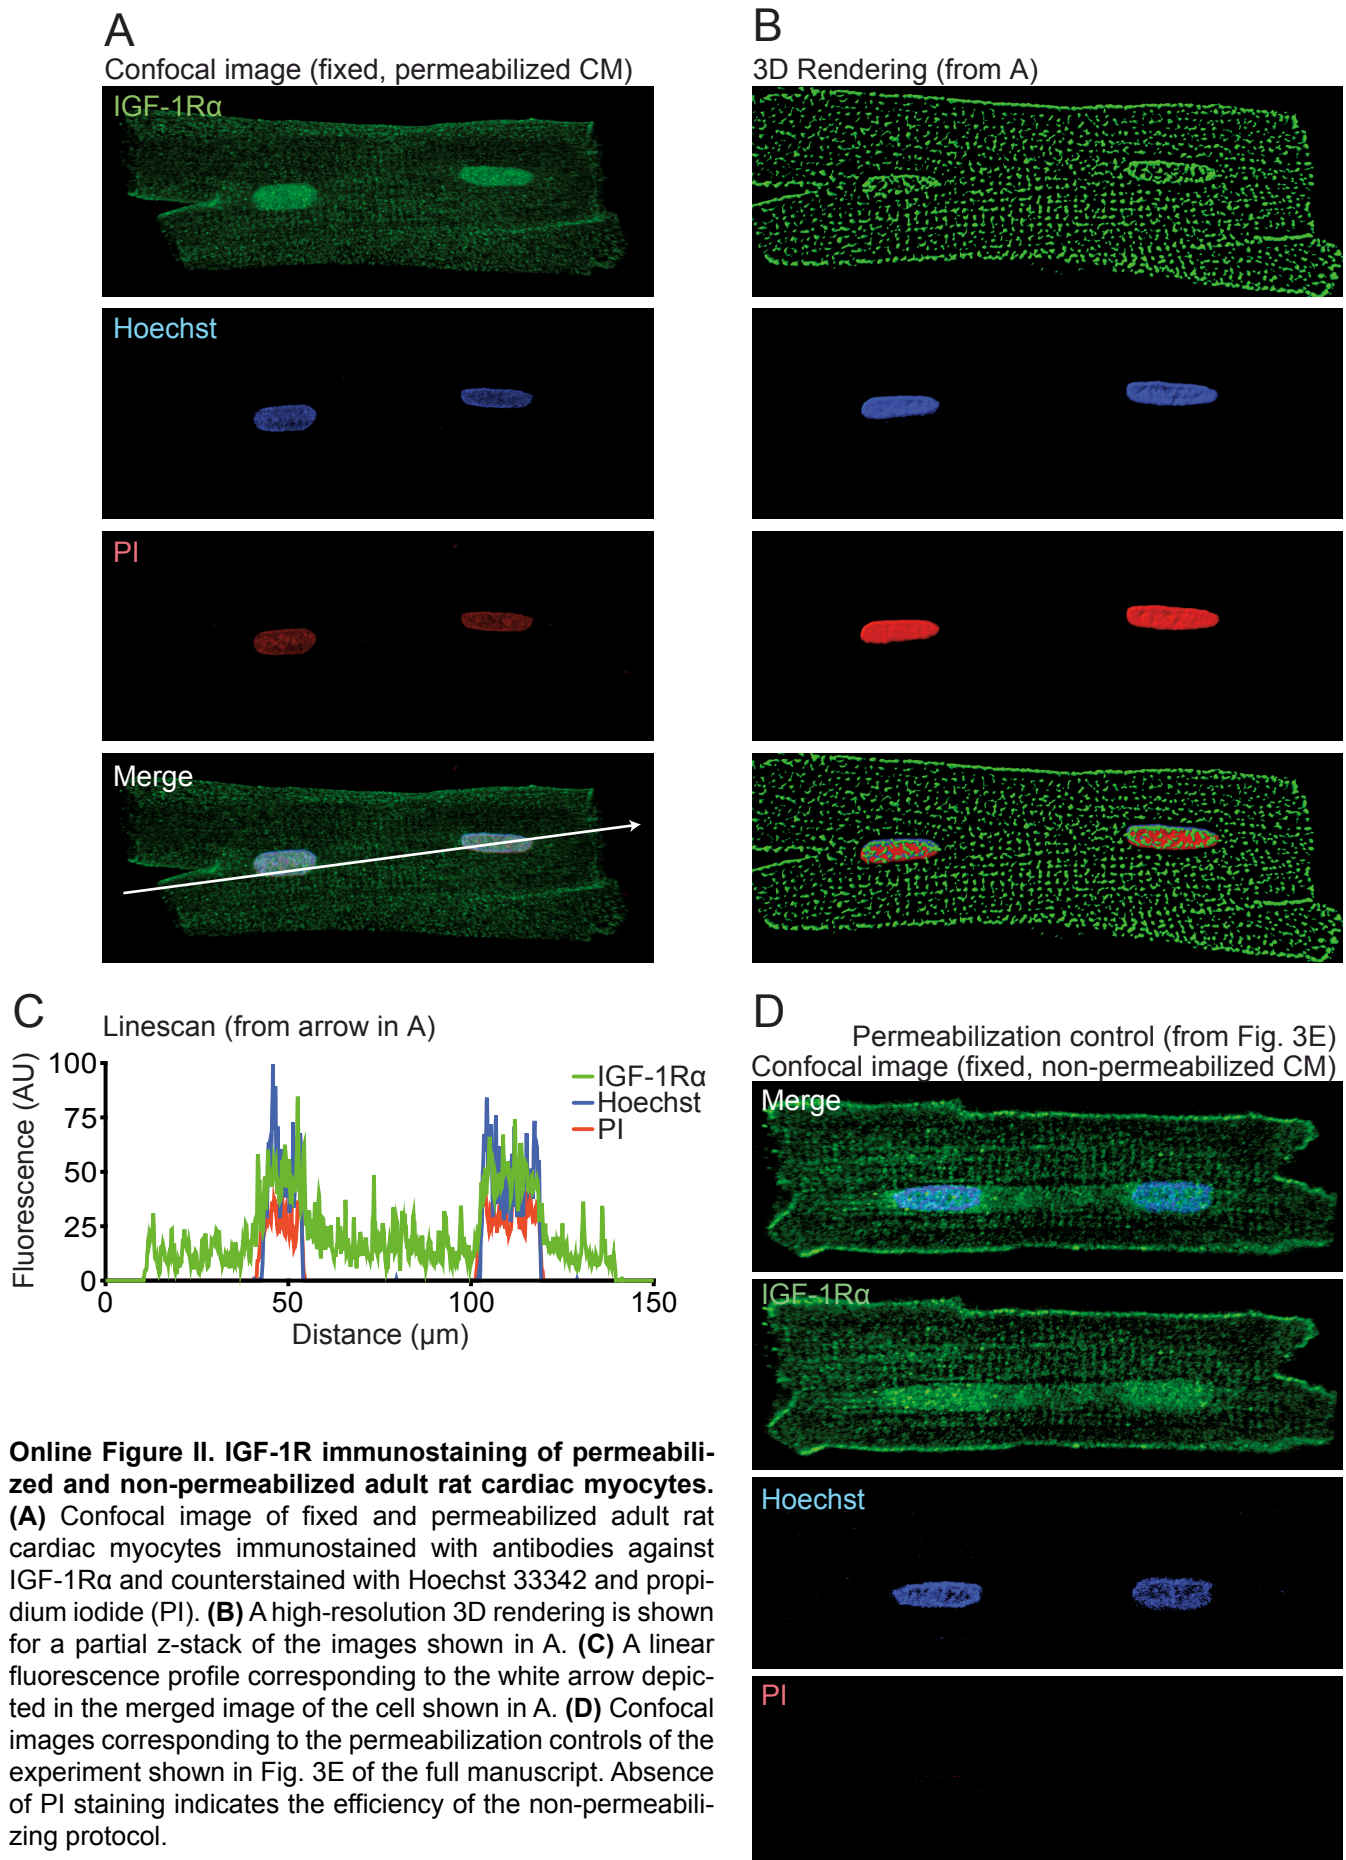 A
Confocal image (fixed, permeabilized CM)
IGF-1Rα
Hoechst
PI
Merge
B
3D Rendering (from A)
C
Linescan (from arrow in A)
Fluorescence (AU)
100
75
50
25
0
0
50
100
150
Distance (µm)
IGF-1Rα
Hoechst
PI
D
Permeabilization control (from Fig. 3E)
Confocal image (fixed, non-permeabilized CM)
Merge
IGF-1Rα
Hoechst
PI
Online Figure II. IGF-1R immunostaining of permeabili-
zed and non-permeabilized adult rat cardiac myocytes.
(A) Confocal image of fixed and permeabilized adult rat
cardiac myocytes immunostained with antibodies against
IGF-1Rα and counterstained with Hoechst 33342 and propi-
dium iodide (PI). (B) A high-resolution 3D rendering is shown
for a partial z-stack of the images shown in A. (C) A linear
fluorescence profile corresponding to the white arrow depic-
ted in the merged image of the cell shown in A. (D) Confocal
images corresponding to the permeabilization controls of the
experiment shown in Fig. 3E of the full manuscript. Absence
of PI staining indicates the efficiency of the non-permeabili-
zing protocol.